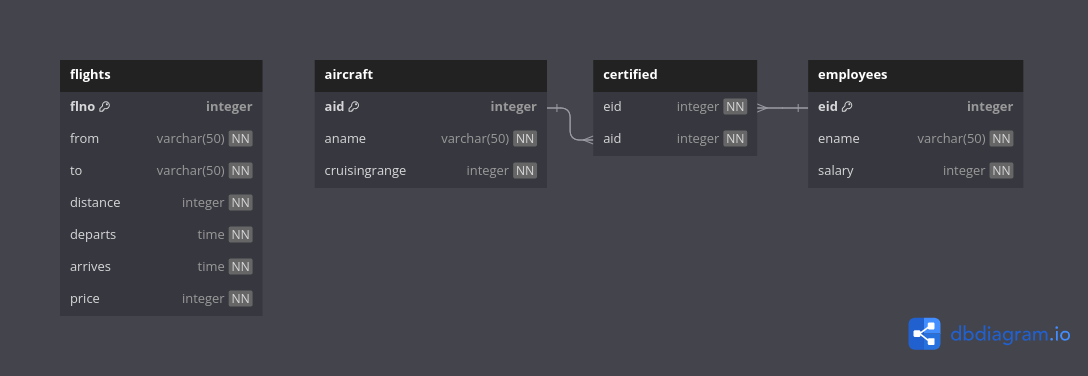 flights
flno integer
from varchar(50) NN
to varchar(50) NN
distance integer NN
departs time NN
arrives time NN
price integer NN
aircraft
aid integer
aname varchar(50) NN
cruisingrange integer NN
certified
eid integer NN
aid integer NN
employees
eid integer
ename varchar(50) NN
salary integer NN
dbdiagram.io